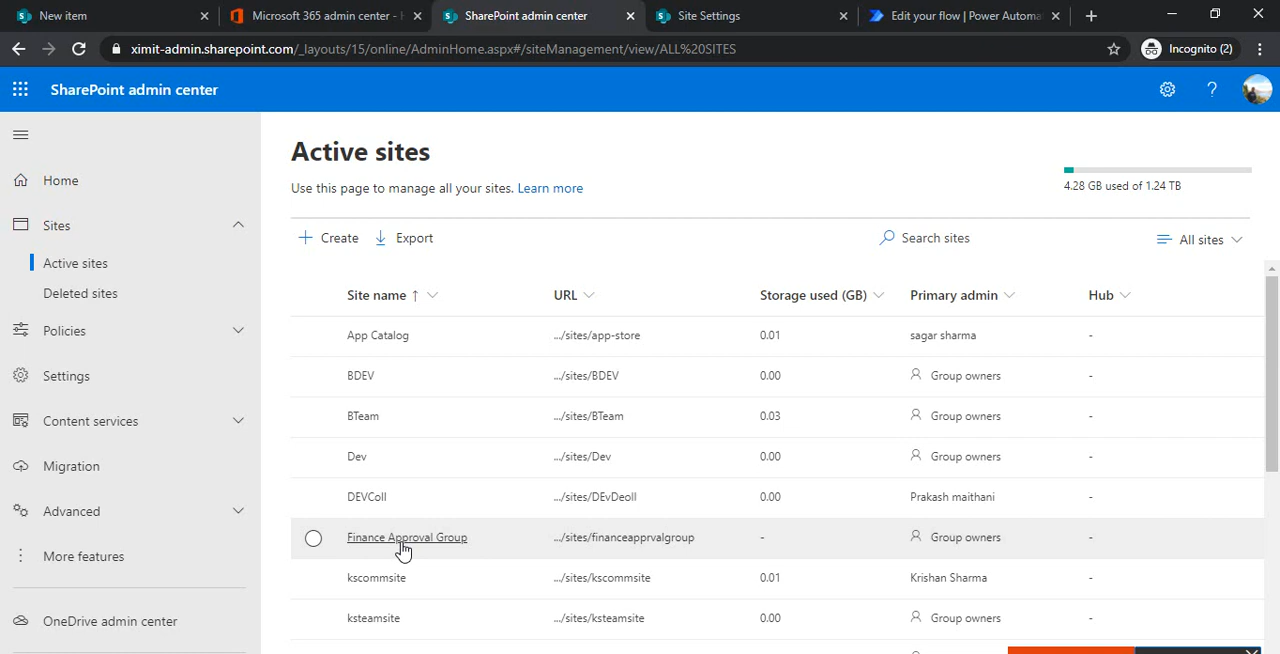 New item
Microsoft 365 admin center - H
SharePoint admin center
Site Settings
Edit your flow | Power Automa
ximit-admin.sharepoint.com/_layouts/15/online/AdminHome.aspx#/siteManagement/view/ALL%20SITES
Incognito (2)
SharePoint admin center
Home
Sites
Active sites
Deleted sites
Policies
Settings
Content services
Migration
Advanced
More features
OneDrive admin center
Active sites
Use this page to manage all your sites. Learn more
4.28 GB used of 1.24 TB
Create Export Search sites All sites
Site name ↑ URL Storage used (GB) Primary admin Hub
App Catalog .../sites/app-store 0.01 sagar sharma -
BDEV .../sites/BDEV 0.00 Group owners -
BTeam .../sites/BTeam 0.03 Group owners -
Dev .../sites/Dev 0.00 Group owners -
DEVColl .../sites/DEvDeoll 0.00 Prakash maithani -
Finance Approval Group .../sites/financeapprvalgroup - Group owners -
kscommsite .../sites/kscommsite 0.01 Krishan Sharma -
ksteamsite .../sites/ksteamsite 0.00 Group owners -